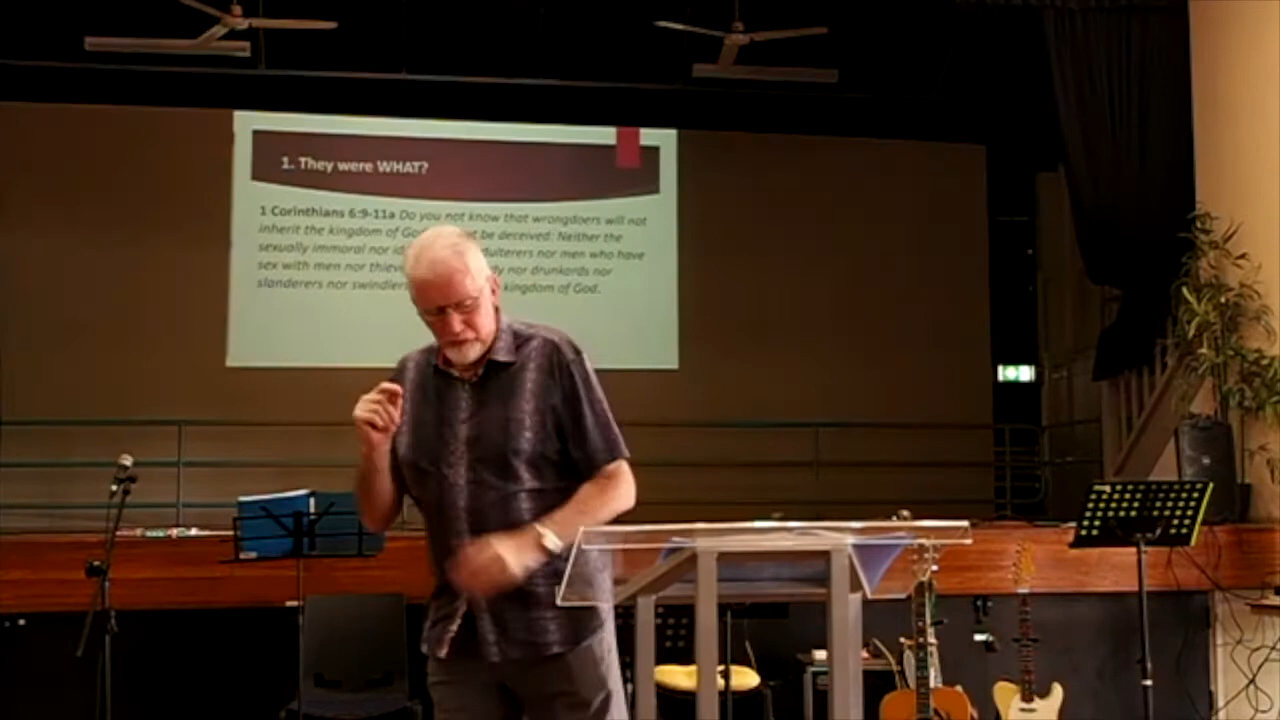 1. They were WHAT?
1 Corinthians 6:9-11a Do you not know that wrongdoers will not
inherit the kingdom of be deceived: Neither the
sexually immoral nor nor men who have
sex with men nor nor drunkards nor
slanderers nor kingdom of God.